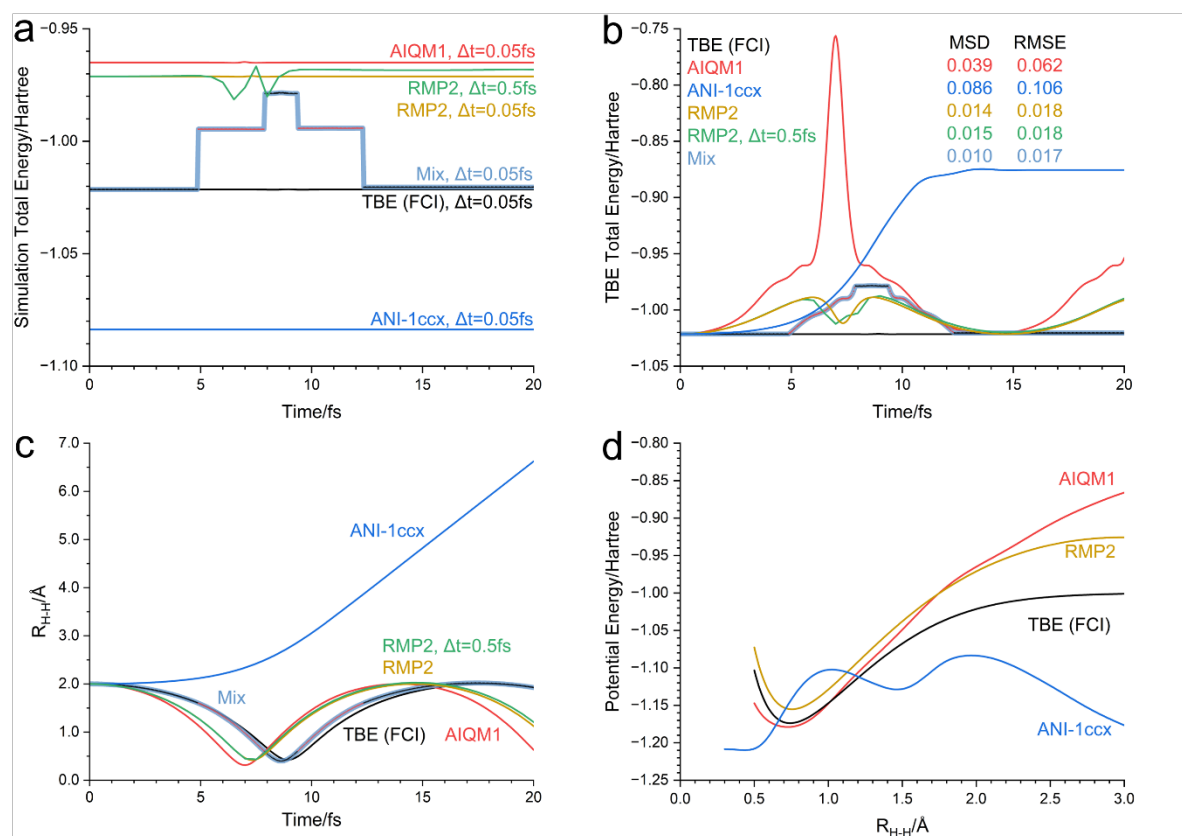 a
−0.95
−1.00
−1.05
−1.10
Simulation Total Energy/Hartree
AIQM1, Δt=0.05fs
RMP2, Δt=0.5fs
RMP2, Δt=0.05fs
Mix, Δt=0.05fs
TBE (FCI), Δt=0.05fs
ANI-1ccx, Δt=0.05fs
0 5 10 15 20
Time/fs
b
−0.75
−0.80
−0.85
−0.90
−0.95
−1.00
−1.05
TBE Total Energy/Hartree
TBE (FCI) MSD RMSE
AIQM1 0.039 0.062
ANI-1ccx 0.086 0.106
RMP2 0.014 0.018
RMP2, Δt=0.5fs 0.015 0.018
Mix 0.010 0.017
0 5 10 15 20
Time/fs
c
7.0
6.0
5.0
4.0
3.0
2.0
1.0
0.0
R_H-H/Å
ANI-1ccx
RMP2, Δt=0.5fs
RMP2
Mix
TBE (FCI)
AIQM1
0 5 10 15 20
Time/fs
d
−0.80
−0.85
−0.90
−0.95
−1.00
−1.05
−1.10
−1.15
−1.20
−1.25
Potential Energy/Hartree
AIQM1
RMP2
TBE (FCI)
ANI-1ccx
0.0 0.5 1.0 1.5 2.0 2.5 3.0
R_H-H/Å